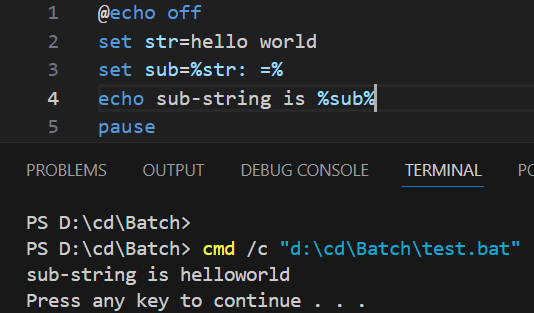 1 @echo off
2 set str=hello world
3 set sub=%str: =%
4 echo sub-string is %sub%
5 pause
PROBLEMS OUTPUT DEBUG CONSOLE TERMINAL
PS D:\cd\Batch>
PS D:\cd\Batch> cmd /c "d:\cd\Batch\test.bat"
sub-string is helloworld
Press any key to continue . . .